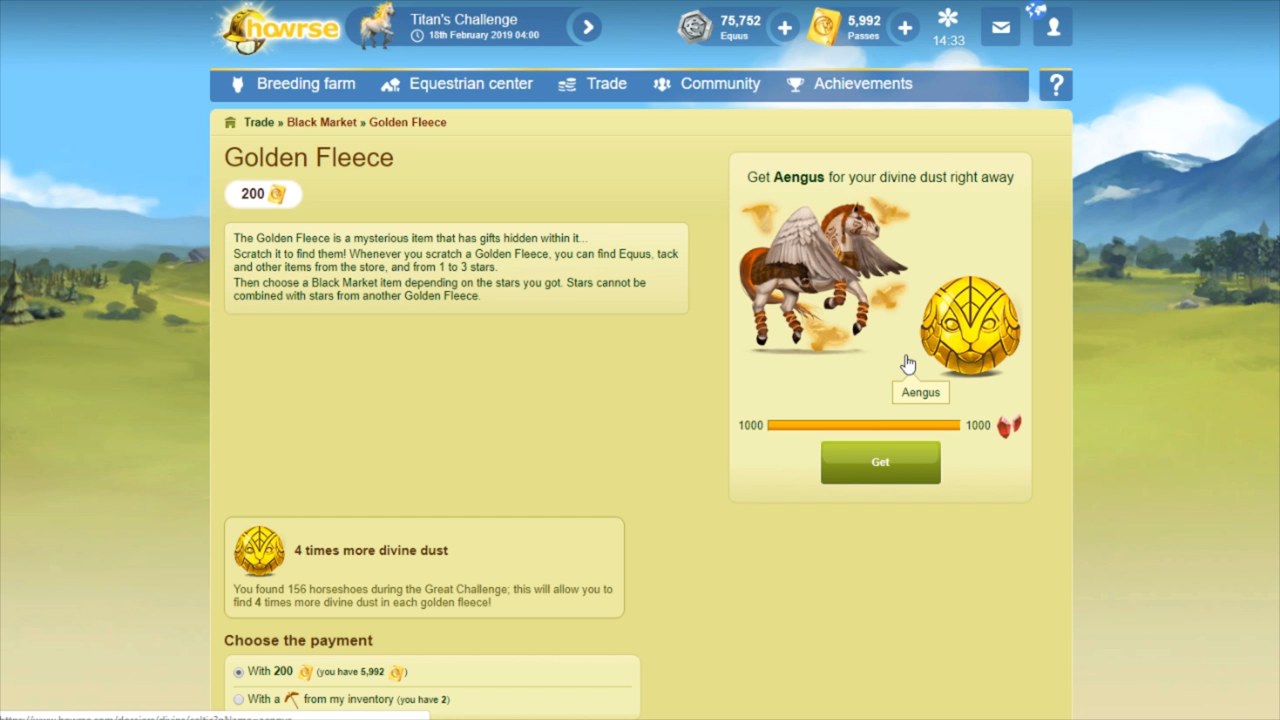 howrse
Titan's Challenge
18th February 2019 04:00
75,752
Equus
5,992
Passes
14:33
Breeding farm
Equestrian center
Trade
Community
Achievements
?
Trade » Black Market » Golden Fleece
Golden Fleece
200
The Golden Fleece is a mysterious item that has gifts hidden within it...
Scratch it to find them! Whenever you scratch a Golden Fleece, you can find Equus, tack
and other items from the store, and from 1 to 3 stars.
Then choose a Black Market item depending on the stars you got. Stars cannot be
combined with stars from another Golden Fleece.
Get Aengus for your divine dust right away
Aengus
1000 1000
Get
4 times more divine dust
You found 156 horseshoes during the Great Challenge; this will allow you to
find 4 times more divine dust in each golden fleece!
Choose the payment
With 200 (you have 5,992 )
With a from my inventory (you have 2)